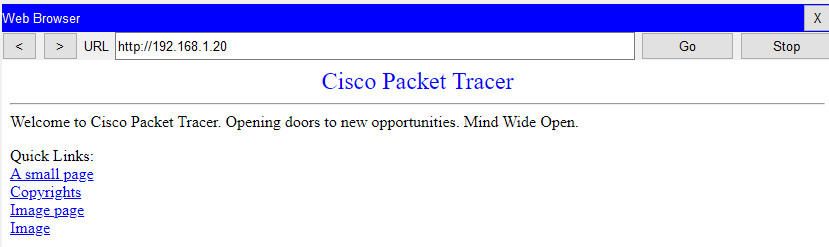 Web Browser X
< > URL http://192.168.1.20 Go Stop
Cisco Packet Tracer
Welcome to Cisco Packet Tracer. Opening doors to new opportunities. Mind Wide Open.
Quick Links:
A small page
Copyrights
Image page
Image